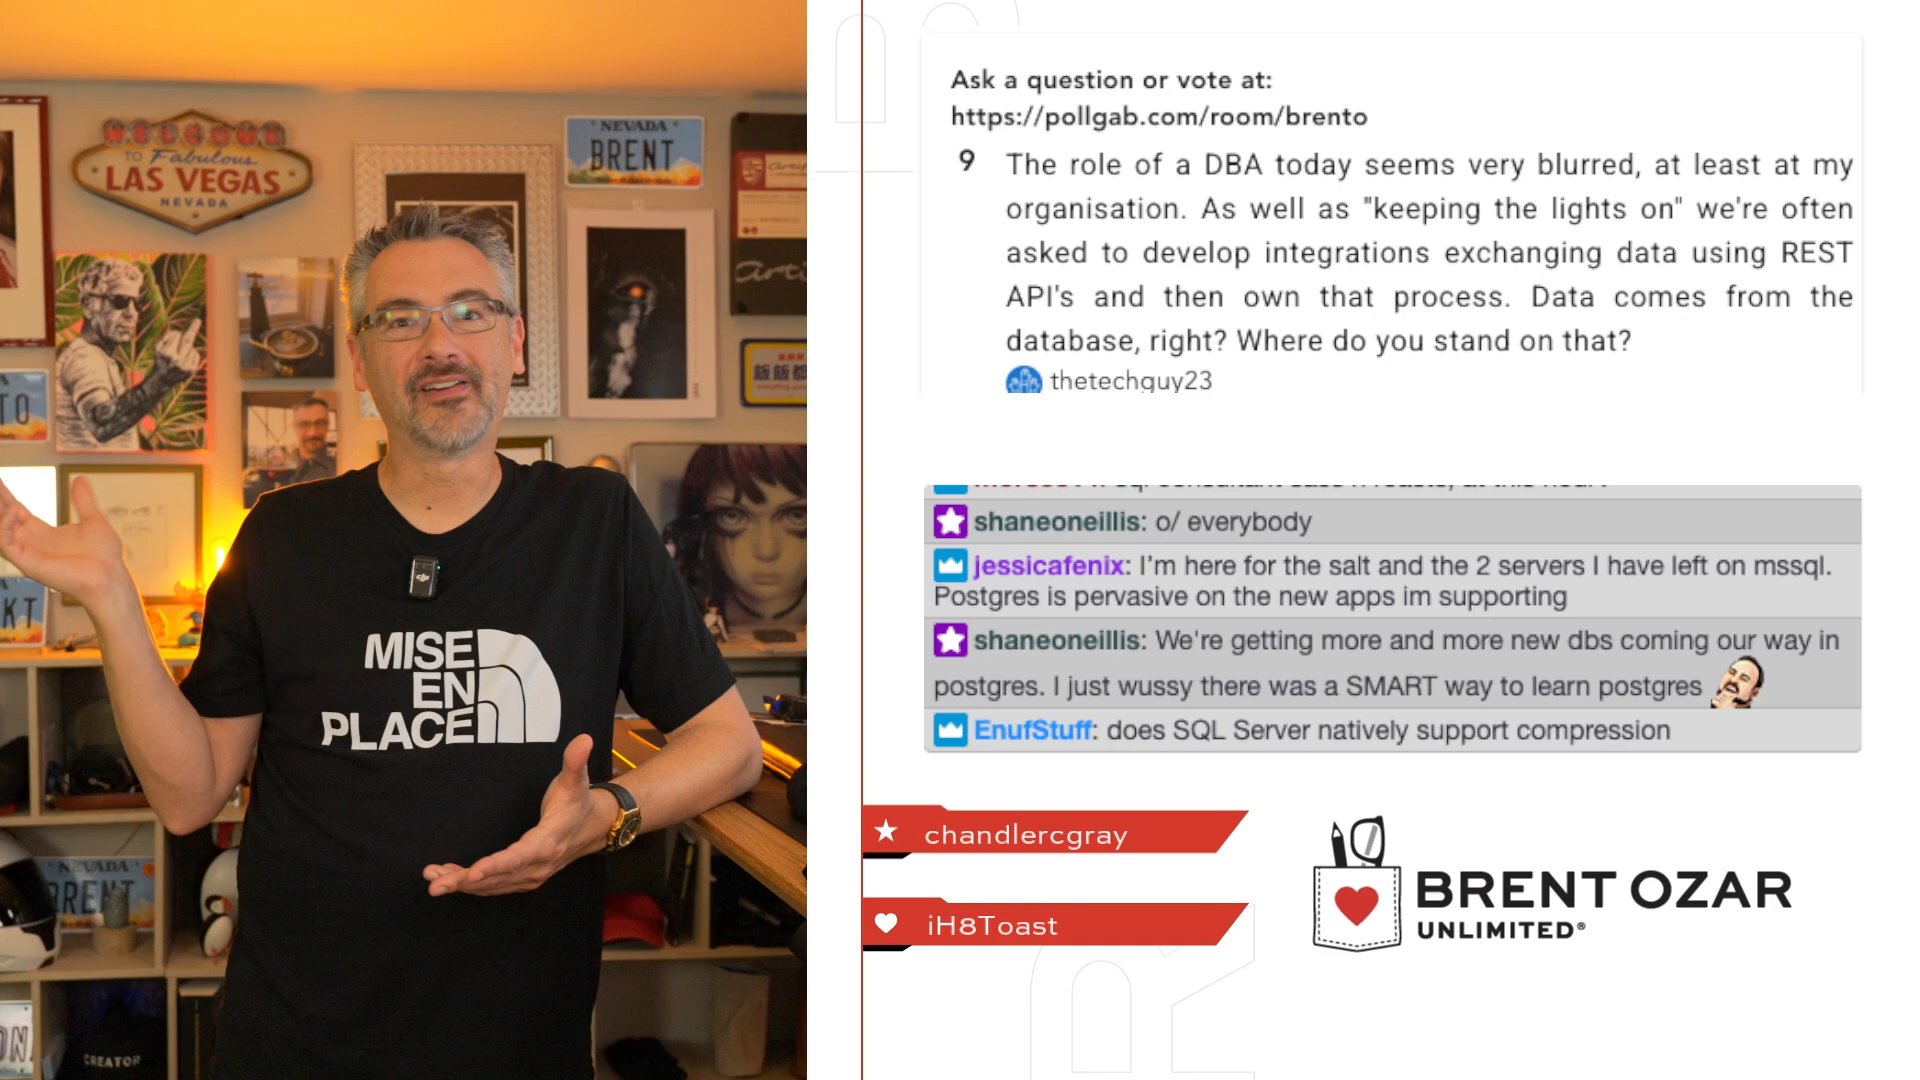 WELCOME
TO Fabulous
LAS VEGAS
NEVADA
NEVADA
BRENT
TO
KT
NEVADA
BRENT
CREATOR
MISE
EN
PLACE
Ask a question or vote at:
https://pollgab.com/room/brento
9 The role of a DBA today seems very blurred, at least at my
organisation. As well as "keeping the lights on" we're often
asked to develop integrations exchanging data using REST
API's and then own that process. Data comes from the
database, right? Where do you stand on that?
thetechguy23
shaneoneillis: o/ everybody
jessicafenix: I'm here for the salt and the 2 servers I have left on mssql.
Postgres is pervasive on the new apps im supporting
shaneoneillis: We're getting more and more new dbs coming our way in
postgres. I just wussy there was a SMART way to learn postgres
EnufStuff: does SQL Server natively support compression
chandlercgray
iH8Toast
BRENT OZAR
UNLIMITED®